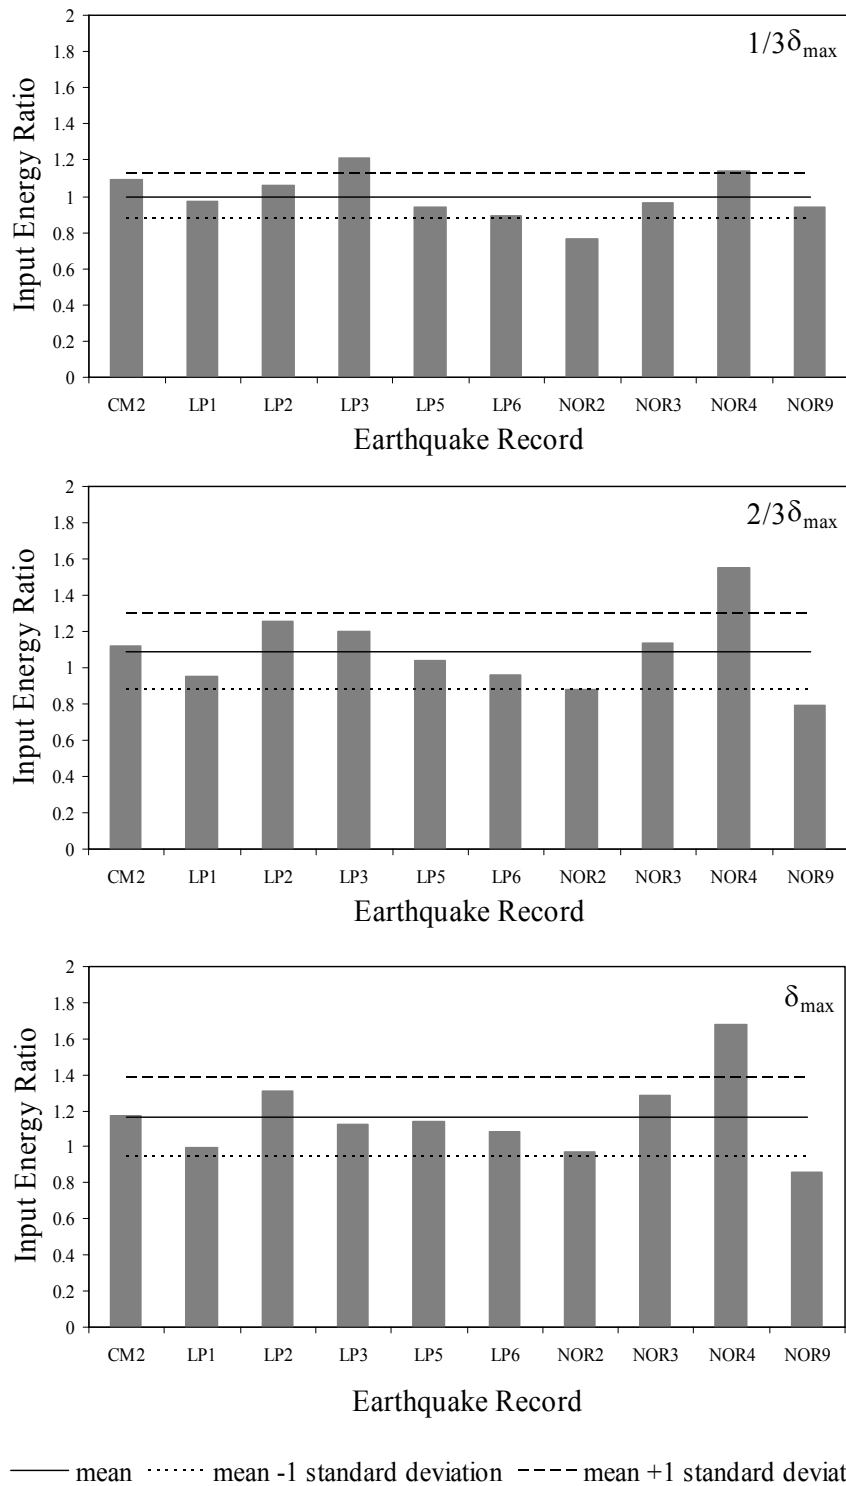 2
1/3δmax
1.8
1.6
1.4
1.2
1
0.8
0.6
0.4
0.2
0
Input Energy Ratio
CM2 LP1 LP2 LP3 LP5 LP6 NOR2 NOR3 NOR4 NOR9
Earthquake Record
2
2/3δmax
1.8
1.6
1.4
1.2
1
0.8
0.6
0.4
0.2
0
Input Energy Ratio
CM2 LP1 LP2 LP3 LP5 LP6 NOR2 NOR3 NOR4 NOR9
Earthquake Record
2
δmax
1.8
1.6
1.4
1.2
1
0.8
0.6
0.4
0.2
0
Input Energy Ratio
CM2 LP1 LP2 LP3 LP5 LP6 NOR2 NOR3 NOR4 NOR9
Earthquake Record
mean mean -1 standard deviation mean +1 standard deviat